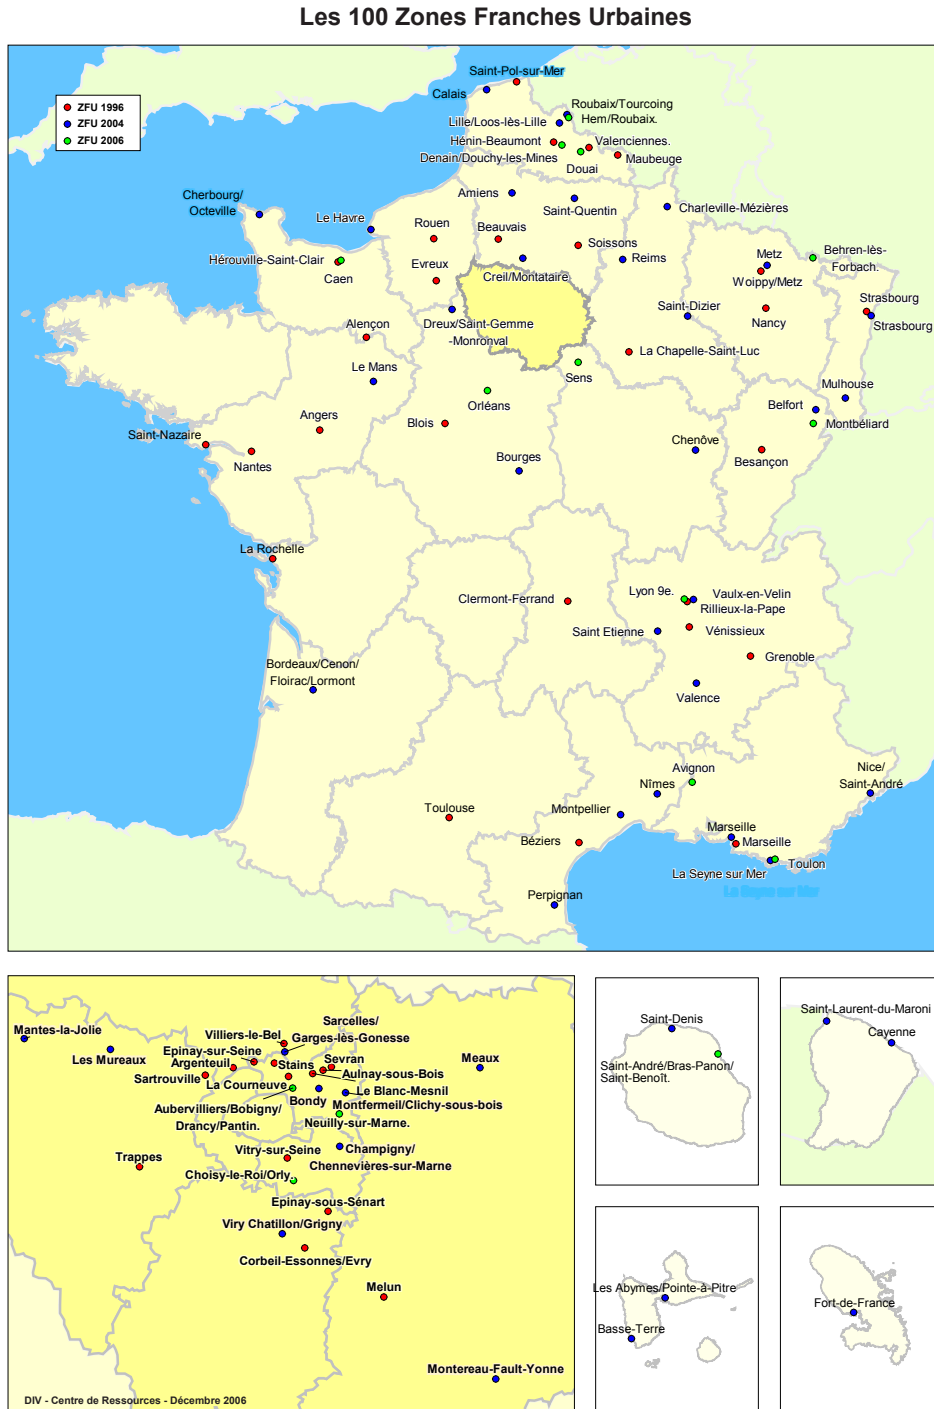 Les 100 Zones Franches Urbaines
ZFU 1996
ZFU 2004
ZFU 2006
Saint-Pol-sur-Mer
Calais
Roubaix/Tourcoing
Hem/Roubaix.
Lille/Loos-lès-Lille
Hénin-Beaumont
Valenciennes.
Denain/Douchy-les-Mines
Douai
Maubeuge
Cherbourg/
Octeville
Amiens
Saint-Quentin
Charleville-Mézières
Le Havre
Rouen
Beauvais
Soissons
Reims
Hérouville-Saint-Clair
Caen
Evreux
Creil/Montataire
Metz
Woippy/Metz
Behren-lès-
Forbach.
Saint-Dizier
Nancy
Strasbourg
Strasbourg
Dreux/Saint-Gemme
-Monronval
Alençon
La Chapelle-Saint-Luc
Le Mans
Sens
Orléans
Mulhouse
Belfort
Montbéliard
Angers
Blois
Saint-Nazaire
Nantes
Chenôve
Besançon
Bourges
La Rochelle
Clermont-Ferrand
Lyon 9e.
Vaulx-en-Velin
Rillieux-la-Pape
Saint Etienne
Vénissieux
Grenoble
Bordeaux/Cenon/
Floirac/Lormont
Valence
Avignon
Nîmes
Nice/
Saint-André
Toulouse
Montpellier
Béziers
Marseille
Marseille
La Seyne sur Mer
Toulon
La Seyne sur Mer
Perpignan
Mantes-la-Jolie
Les Mureaux
Sarcelles/
Garges-lès-Gonesse
Villiers-le-Bel
Epinay-sur-Seine
Argenteuil
Sartrouville
Stains
Sevran
Aulnay-sous-Bois
La Courneuve
Le Blanc-Mesnil
Bondy
Meaux
Aubervilliers/Bobigny/
Drancy/Pantin.
Montfermeil/Clichy-sous-bois
Neuilly-sur-Marne.
Trappes
Vitry-sur-Seine
Champigny/
Chennevières-sur-Marne
Choisy-le-Roi/Orly
Epinay-sous-Sénart
Viry Chatillon/Grigny
Corbeil-Essonnes/Evry
Melun
Montereau-Fault-Yonne
DIV - Centre de Ressources - Décembre 2006
Saint-Denis
Saint-André/Bras-Panon/
Saint-Benoît.
Saint-Laurent-du-Maroni
Cayenne
Les Abymes/Pointe-à-Pitre
Basse-Terre
Fort-de-France